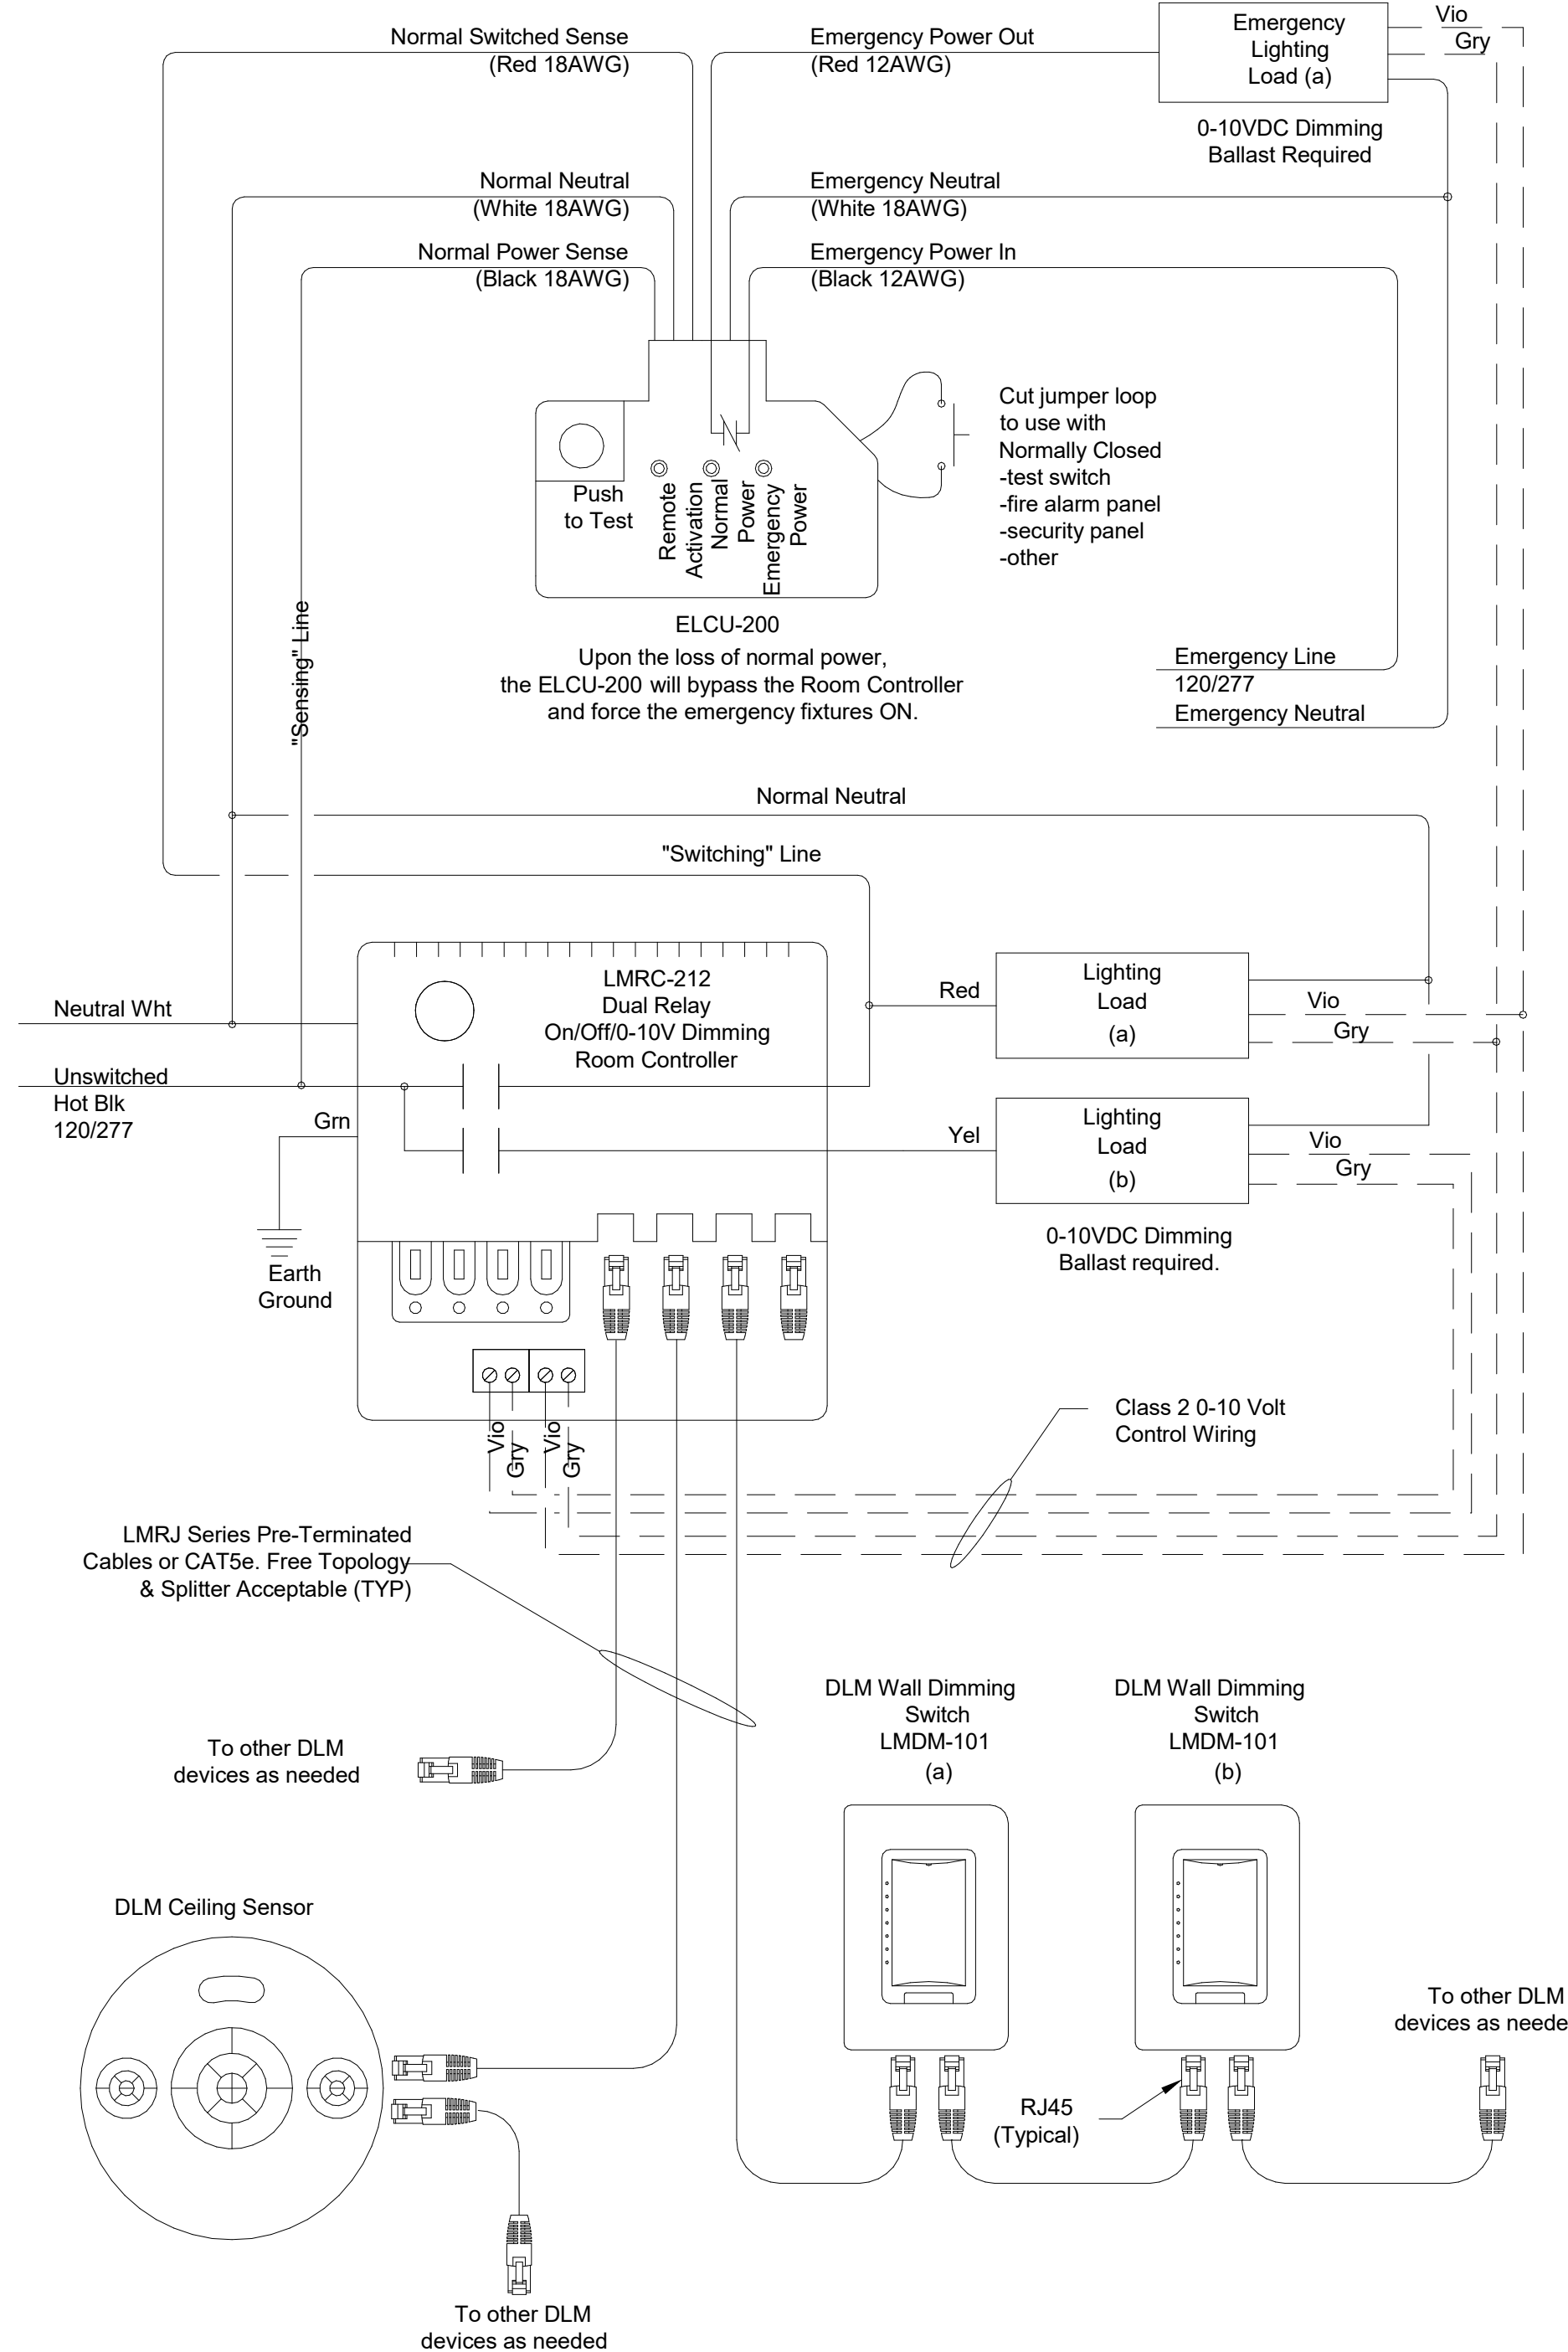 Normal Switched Sense
(Red 18AWG)
Emergency Power Out
(Red 12AWG)
Emergency
Lighting
Load (a)
Vio
Gry
0-10VDC Dimming
Ballast Required
Normal Neutral
(White 18AWG)
Emergency Neutral
(White 18AWG)
Normal Power Sense
(Black 18AWG)
Emergency Power In
(Black 12AWG)
Push
to Test
Remote
Activation
Normal
Power
Emergency
Power
Cut jumper loop
to use with
Normally Closed
-test switch
-fire alarm panel
-security panel
-other
ELCU-200
Upon the loss of normal power,
the ELCU-200 will bypass the Room Controller
and force the emergency fixtures ON.
"Sensing" Line
Emergency Line
120/277
Emergency Neutral
Normal Neutral
"Switching" Line
LMRC-212
Dual Relay
On/Off/0-10V Dimming
Room Controller
Neutral Wht
Unswitched
Hot Blk
120/277
Grn
Earth
Ground
Red
Lighting
Load
(a)
Vio
Gry
Yel
Lighting
Load
(b)
Vio
Gry
0-10VDC Dimming
Ballast required.
Vio
Gry
Vio
Gry
Class 2 0-10 Volt
Control Wiring
LMRJ Series Pre-Terminated
Cables or CAT5e. Free Topology
& Splitter Acceptable (TYP)
To other DLM
devices as needed
DLM Wall Dimming
Switch
LMDM-101
(a)
DLM Wall Dimming
Switch
LMDM-101
(b)
DLM Ceiling Sensor
To other DLM
devices as neede
RJ45
(Typical)
To other DLM
devices as needed